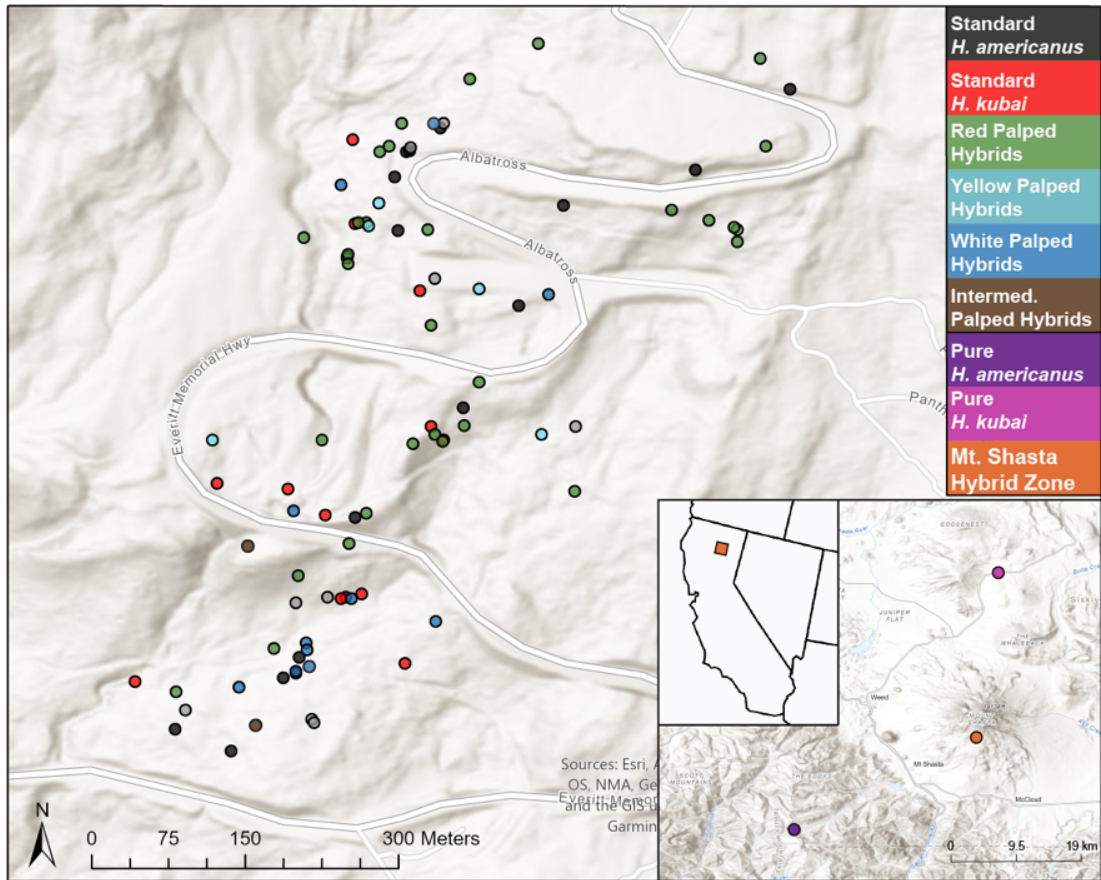 Standard
H. americanus
Standard
H. kubai
Red Palped
Hybrids
Yellow Palped
Hybrids
White Palped
Hybrids
Intermed.
Palped Hybrids
Pure
H. americanus
Pure
H. kubai
Mt. Shasta
Hybrid Zone
Albatross
Albatross
Everitt Memorial Hwy
Panth
GOOSENEST
JUNIPER
FLAT
THE
WHALEBACK
Weed
Mt Shasta
McCloud
SCOTT
MOUNTAINS
Sources: Esri,
OS, NMA, Ge
and the GIS u
Garmin
N
0 75 150 300 Meters
0 9.5 19 km